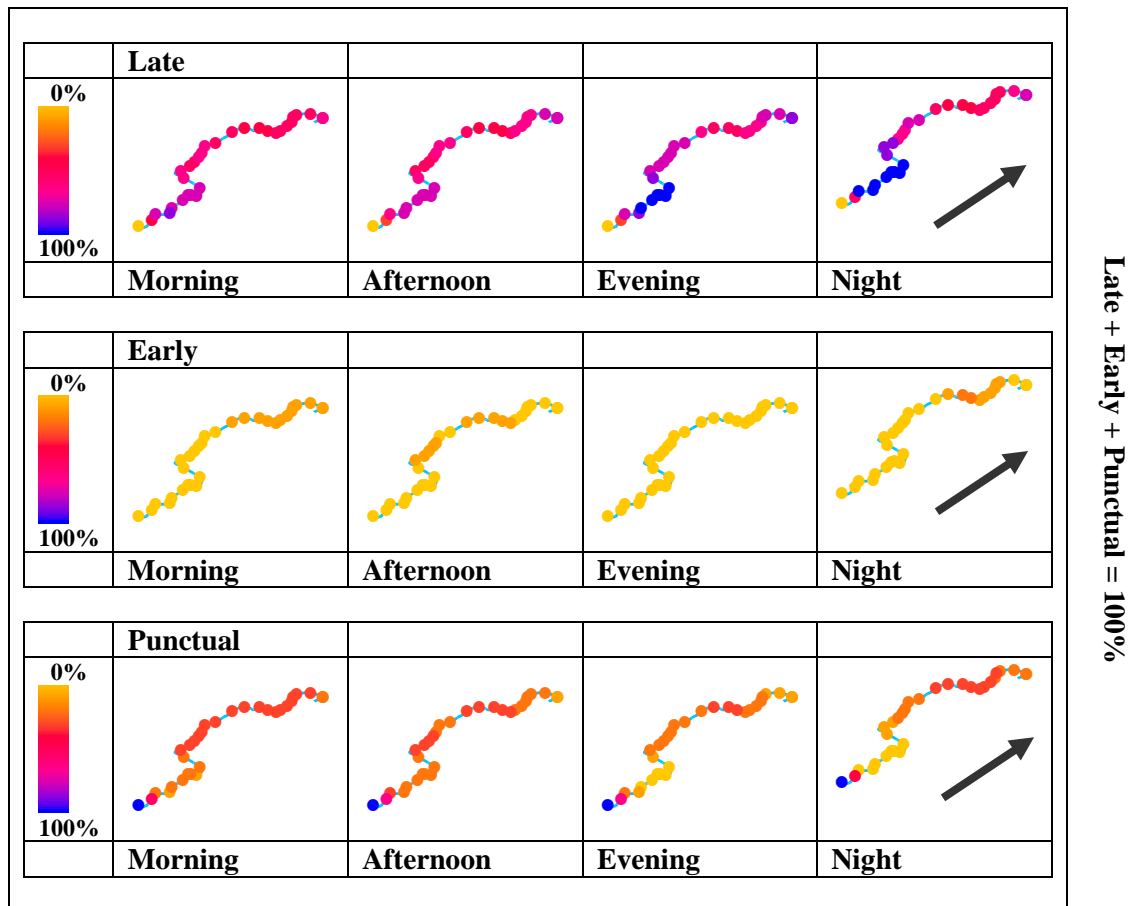 Late
0%
100%
Morning Afternoon Evening Night
Early
0%
100%
Morning Afternoon Evening Night
Punctual
0%
100%
Morning Afternoon Evening Night
Late + Early + Punctual = 100%